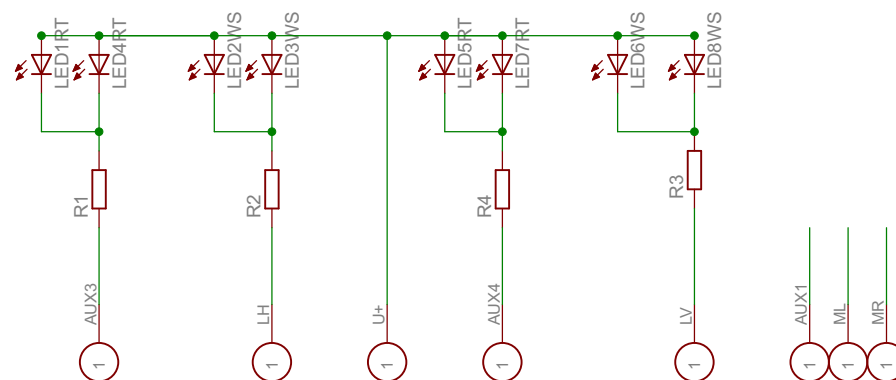 LED1RT
LED4RT
LED2WS
LED3WS
LED5RT
LED7RT
LED6WS
LED8WS
R1
R2
R4
R3
AUX3
LH
U+
AUX4
LV
AUX1
ML
MR
1
1
1
1
1
1
1
1